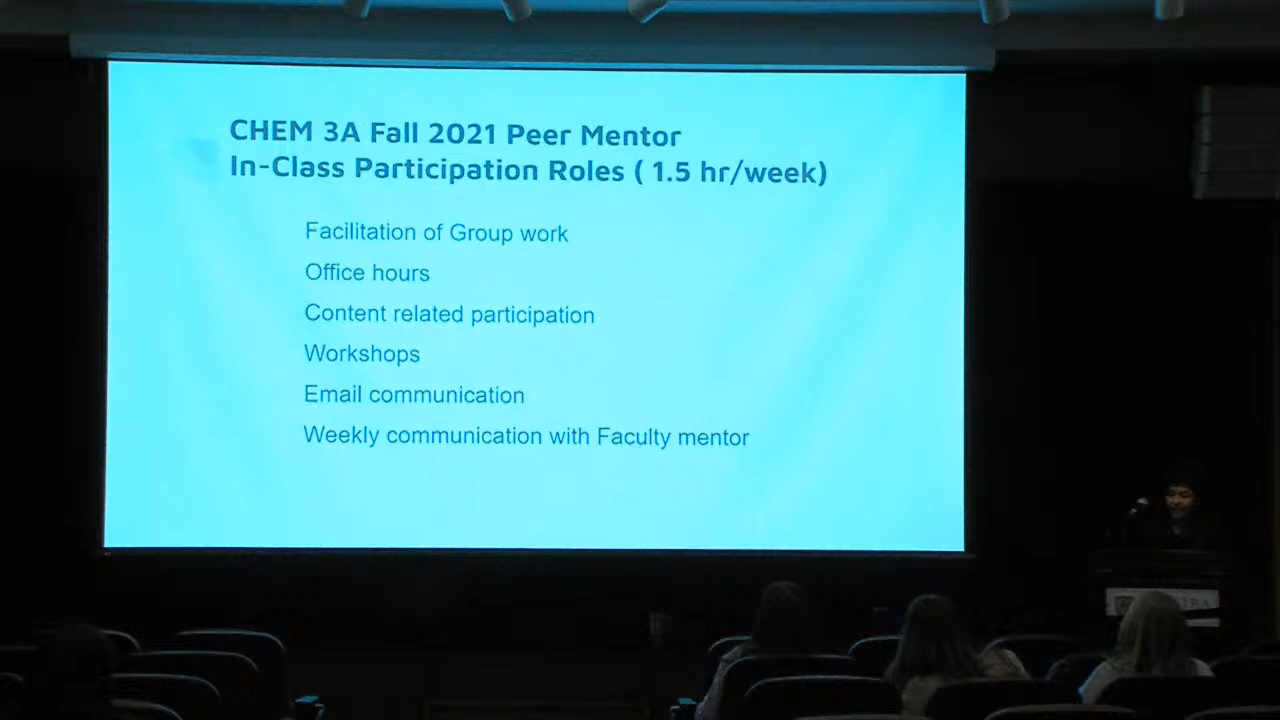 CHEM 3A Fall 2021 Peer Mentor
In-Class Participation Roles ( 1.5 hr/week)
Facilitation of Group work
Office hours
Content related participation
Workshops
Email communication
Weekly communication with Faculty mentor